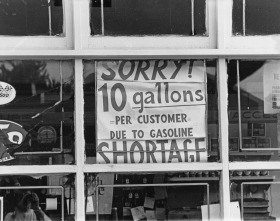 SORRY!
10 gallons
PER CUSTOMER
DUE TO GASOLINE
SHORTAGE